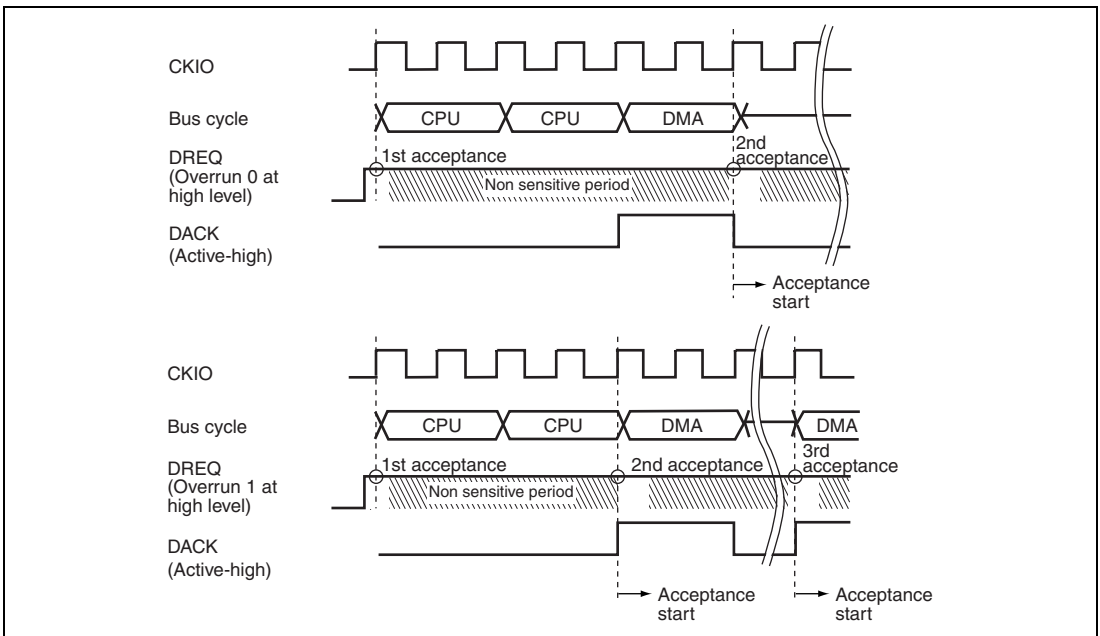 CKIO
Bus cycle
CPU
CPU
DMA
DREQ
(Overrun 0 at
high level)
1st acceptance
2nd
acceptance
Non sensitive period
DACK
(Active-high)
Acceptance
start
CKIO
Bus cycle
CPU
CPU
DMA
DMA
DREQ
(Overrun 1 at
high level)
1st acceptance
2nd acceptance
3rd
acceptance
Non sensitive period
DACK
(Active-high)
Acceptance
start
Acceptance
start